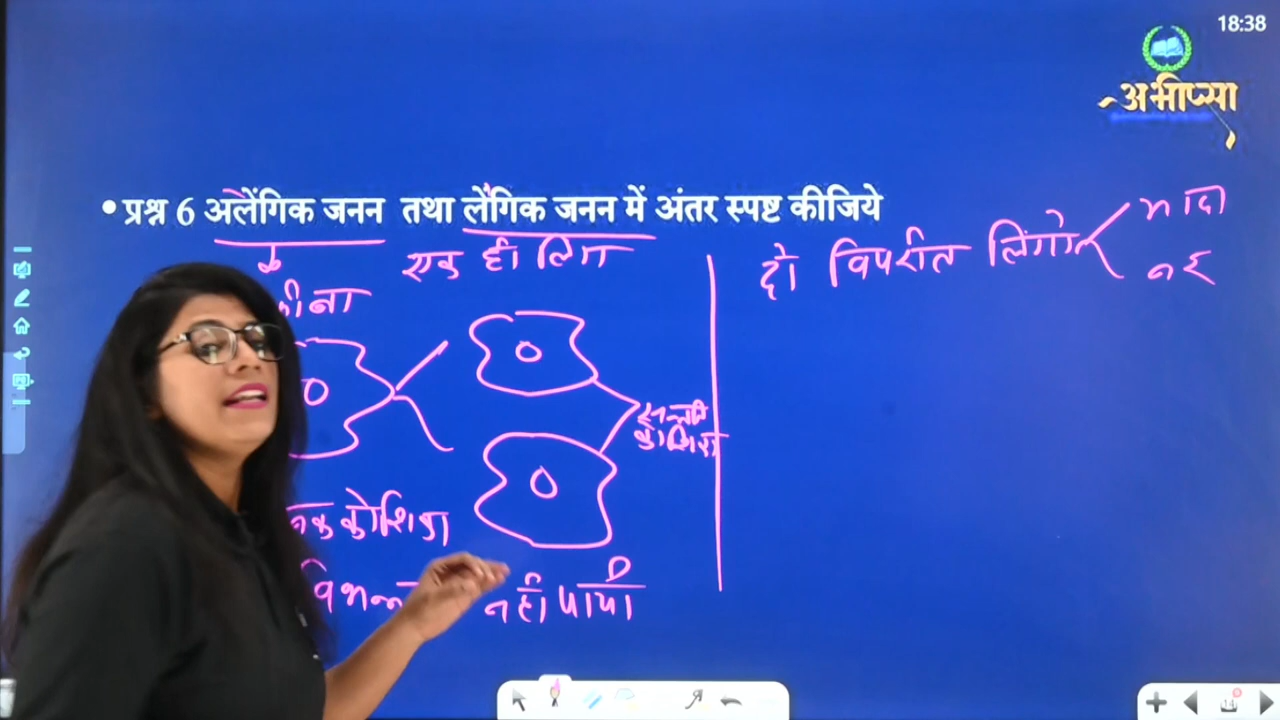 18:38
अभीप्सा
• प्रश्न 6 अलैंगिक जनन तथा लेंगिक जनन में अंतर स्पष्ट कीजिये
एक ही लिंग
दो विपरीत लिंगो
मादा
नर
कोशिका
नही पाया